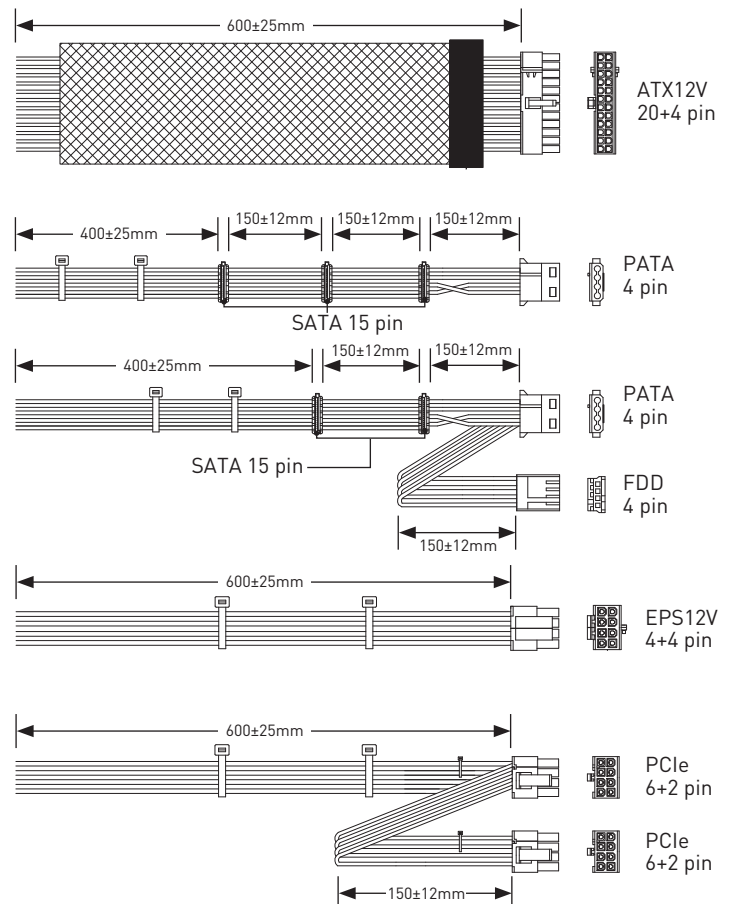 600±25mm
ATX12V
20+4 pin
150±12mm
150±12mm
150±12mm
400±25mm
PATA
4 pin
SATA 15 pin
150±12mm
150±12mm
400±25mm
PATA
4 pin
SATA 15 pin
FDD
4 pin
150±12mm
600±25mm
EPS12V
4+4 pin
600±25mm
PCIe
6+2 pin
PCIe
6+2 pin
150±12mm